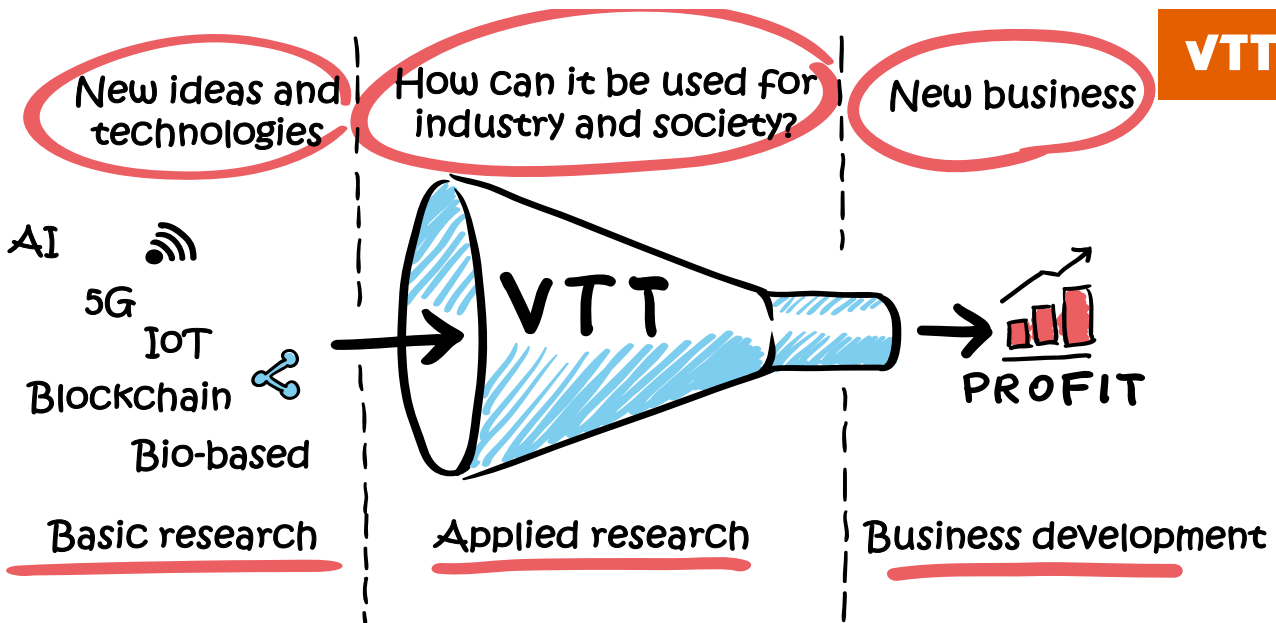 New ideas and
technologies
How can it be used for
industry and society?
New business
VTT
AI
5G
IoT
Blockchain
Bio-based
VTT
PROFIT
Basic research
Applied research
Business development